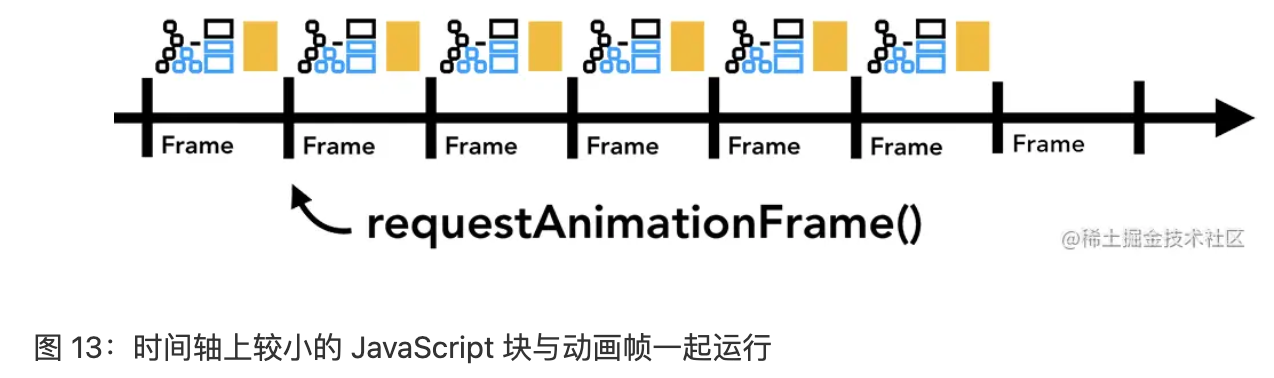 Frame Frame Frame Frame Frame Frame Frame
requestAnimationFrame()
@稀土掘金技术社区
图 13：时间轴上较小的 JavaScript 块与动画帧一起运行